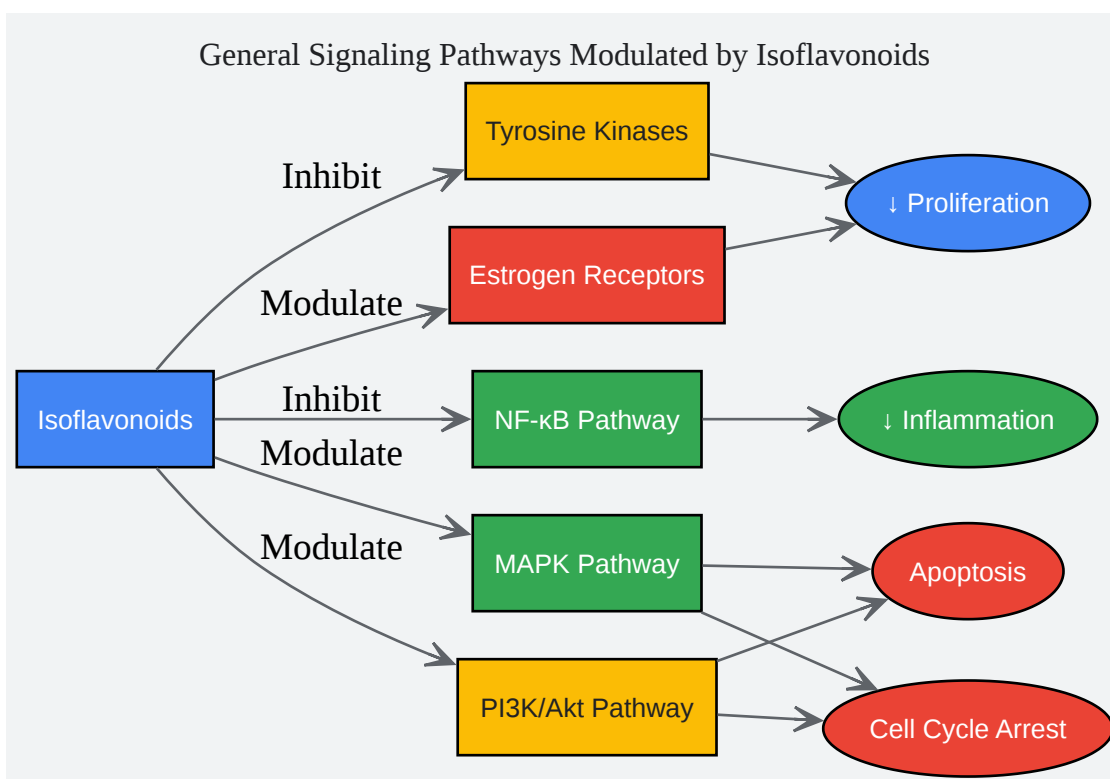 General Signaling Pathways Modulated by Isoflavonoids
Tyrosine Kinases
Inhibit
↓ Proliferation
Estrogen Receptors
Modulate
Isoflavonoids
Inhibit
NF-κB Pathway
↓ Inflammation
Modulate
Modulate
MAPK Pathway
Apoptosis
PI3K/Akt Pathway
Cell Cycle Arrest